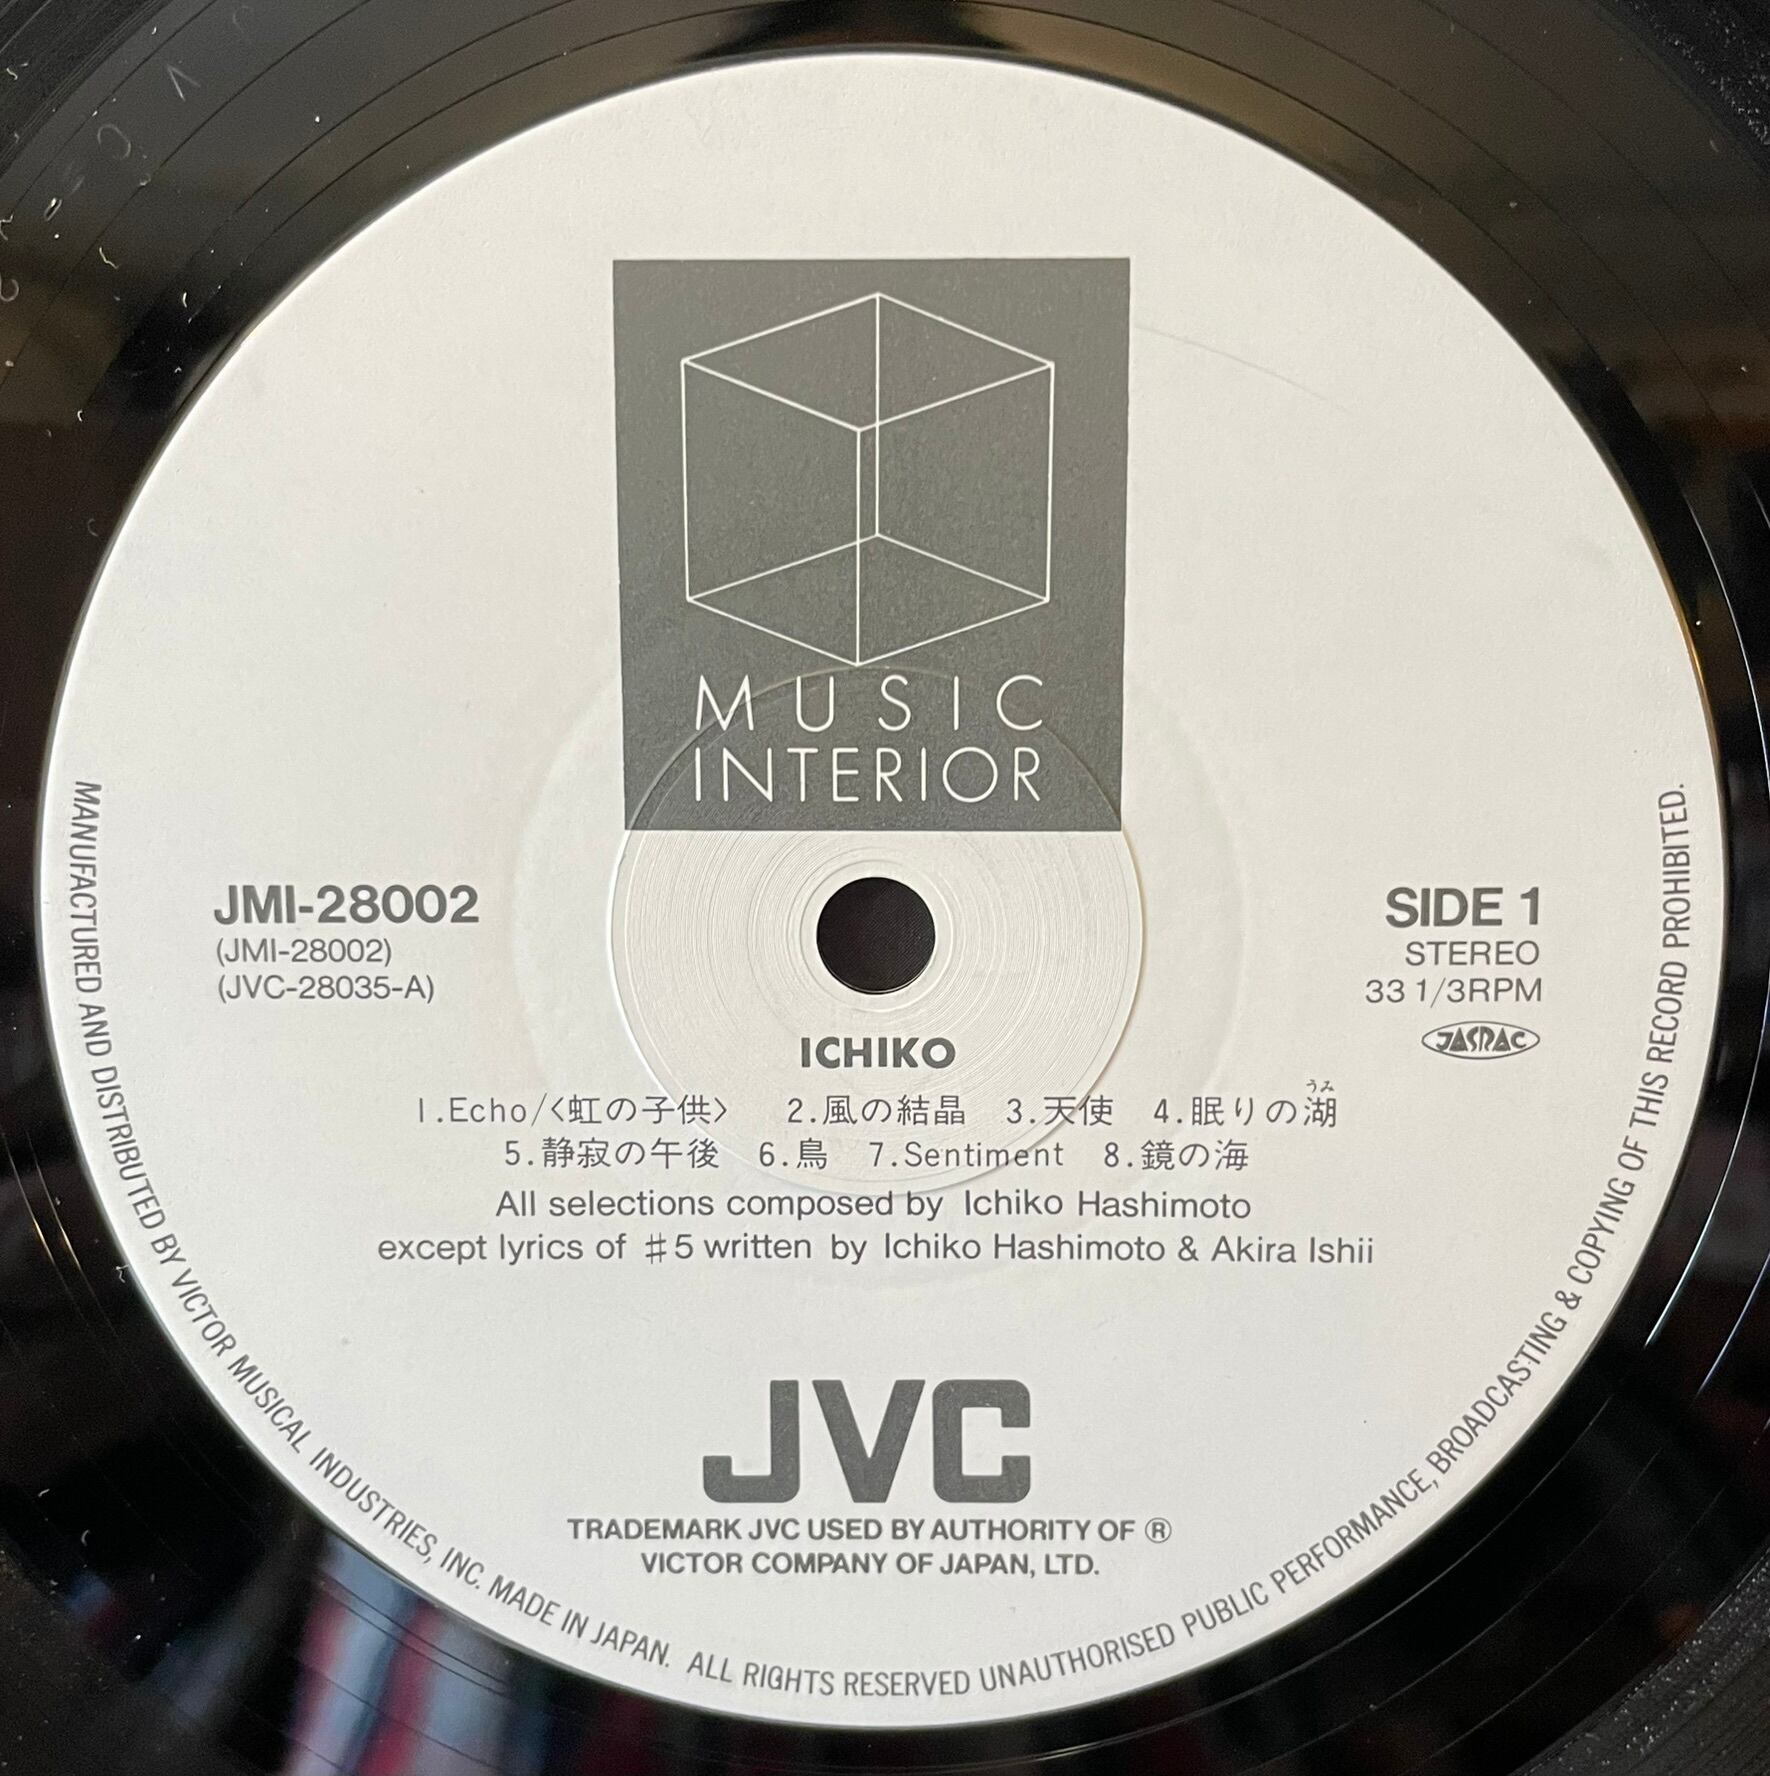 MUSIC
INTERIOR
JMI-28002
(JMI-28002)
(JVC-28035-A)
SIDE 1
STEREO
33 1/3RPM
JASRAC
ICHIKO
うみ
1.Echo/<虹の子供> 2.風の結晶 3.天使 4.眠りの湖
5.静寂の午後 6.鳥 7.Sentiment 8.鏡の海
All selections composed by Ichiko Hashimoto
except lyrics of #5 written by Ichiko Hashimoto & Akira Ishii
JVC
TRADEMARK JVC USED BY AUTHORITY OF ®
VICTOR COMPANY OF JAPAN, LTD.
MANUFACTURED AND DISTRIBUTED BY VICTOR MUSICAL INDUSTRIES, INC. MADE IN JAPAN. ALL RIGHTS RESERVED UNAUTHORISED PUBLIC PERFORMANCE, BROADCASTING & COPYING OF THIS RECORD PROHIBITED.